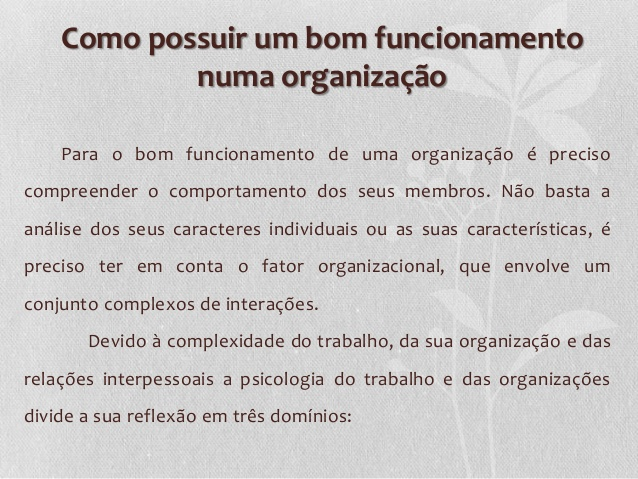 Como possuir um bom funcionamento
numa organização
Para o bom funcionamento de uma organização é preciso
compreender o comportamento dos seus membros. Não basta a
análise dos seus caracteres individuais ou as suas características, é
preciso ter em conta o fator organizacional, que envolve um
conjunto complexos de interações.
Devido à complexidade do trabalho, da sua organização e das
relações interpessoais a psicologia do trabalho e das organizações
divide a sua reflexão em três domínios: